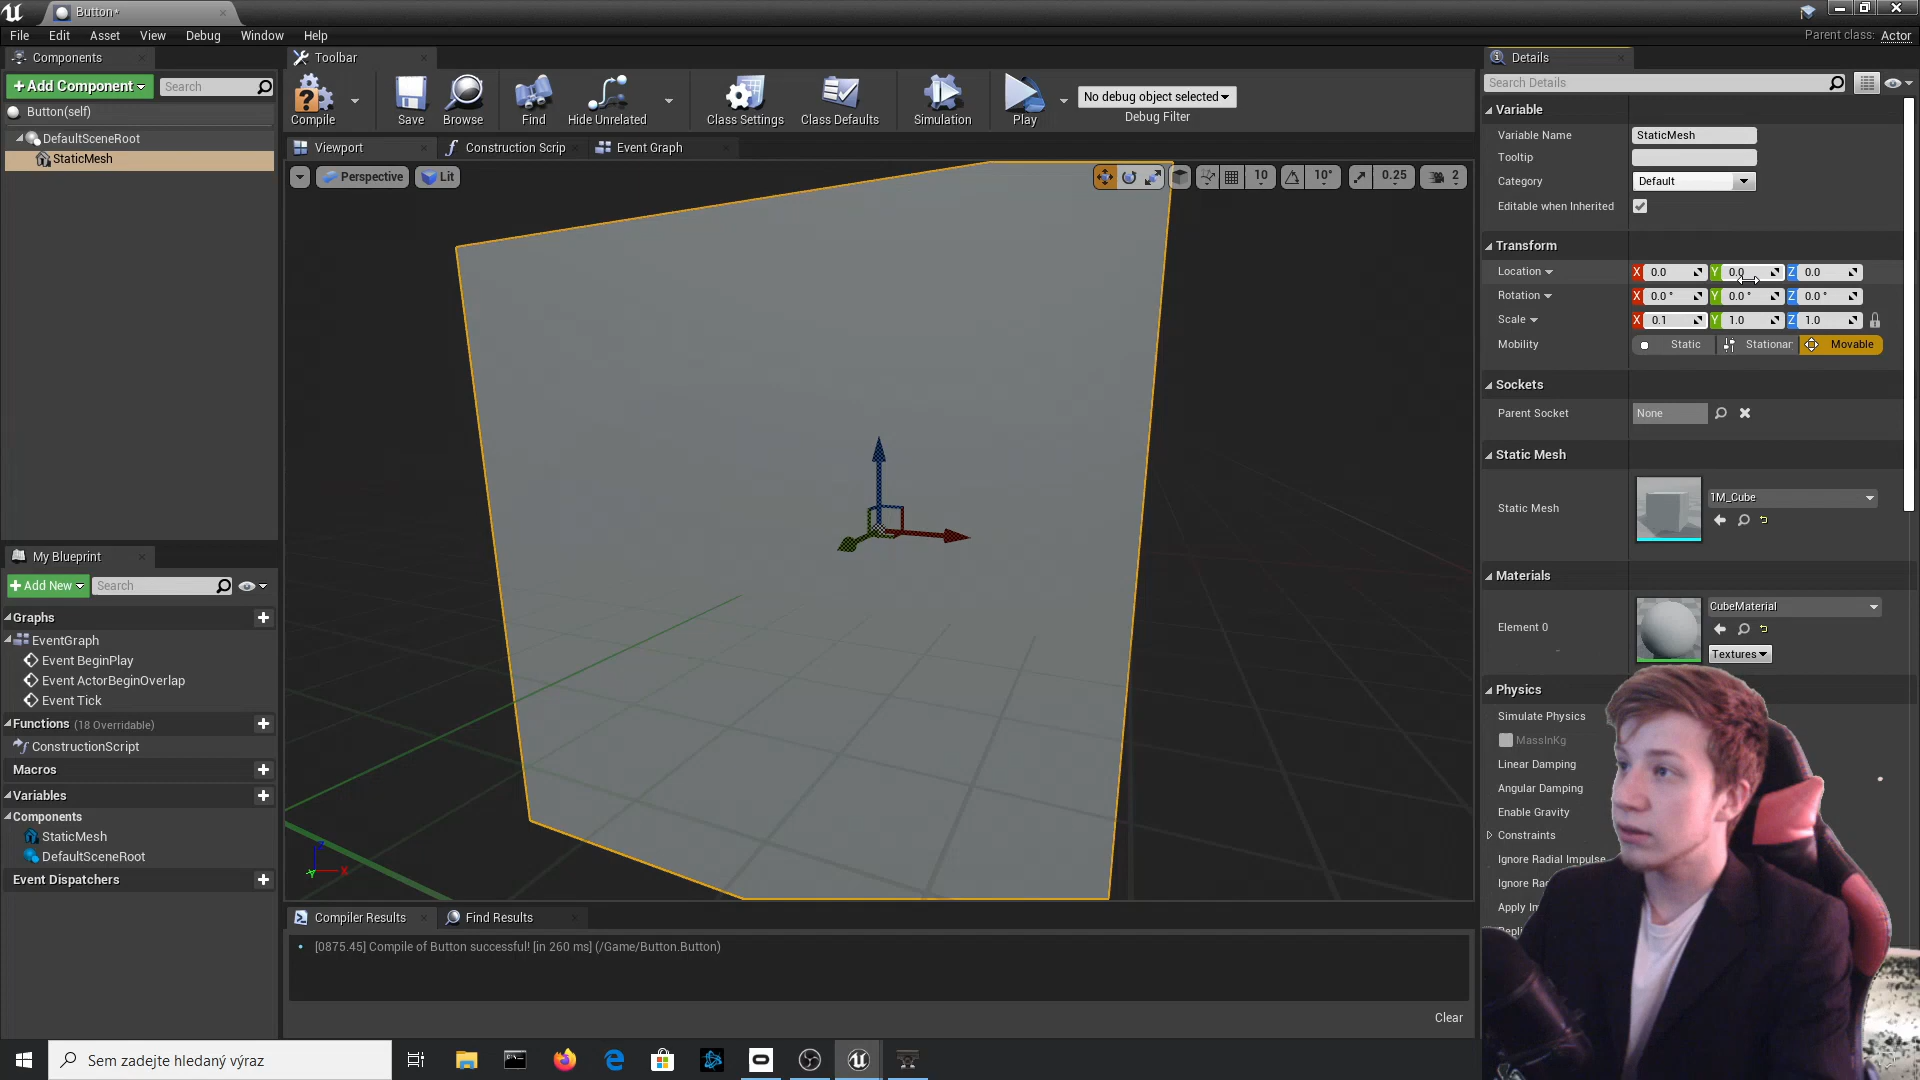 Button*
File Edit Asset View Debug Window Help
Parent class: Actor
Components
Toolbar
Details
Add Component
Search
Compile
Save
Browse
Find
Hide Unrelated
Class Settings
Class Defaults
Simulation
Play
No debug object selected
Debug Filter
Search Details
Button(self)
DefaultSceneRoot
StaticMesh
Viewport
Construction Scrip
Event Graph
Perspective
Lit
10
10°
0.25
2
Variable
Variable Name StaticMesh
Tooltip
Category Default
Editable when Inherited
Transform
Location X 0.0 Y 0.0 Z 0.0
Rotation X 0.0 ° Y 0.0 ° Z 0.0 °
Scale X 0.1 Y 1.0 Z 1.0
Mobility Static Stationar Movable
Sockets
Parent Socket None
Static Mesh
Static Mesh 1M_Cube
Materials
Element 0 CubeMaterial
Textures
Physics
Simulate Physics
MassInKg
Linear Damping
Angular Damping
Enable Gravity
Constraints
Ignore Radial Impulse
Ignore Ra
Apply Im
Repli
My Blueprint
Add New
Search
Graphs
EventGraph
Event BeginPlay
Event ActorBeginOverlap
Event Tick
Functions (18 Overridable)
ConstructionScript
Macros
Variables
Components
StaticMesh
DefaultSceneRoot
Event Dispatchers
Z
X
Y
Compiler Results
Find Results
[0875.45] Compile of Button successful! [in 260 ms] (/Game/Button.Button)
Clear
Sem zadejte hledaný výraz